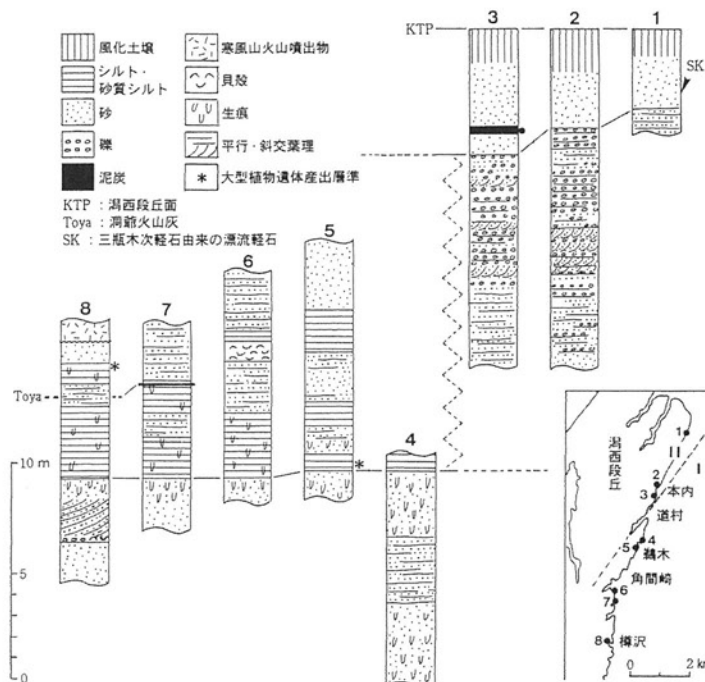 KTP
3
2
1
SK
風化土壌
シルト・
砂質シルト
砂
礫
泥炭
寒風山火山噴出物
貝殻
生痕
平行・斜交葉理
* 大型植物遺体産出層準
KTP : 潟西段丘面
Toya : 洞爺火山灰
SK : 三瓶木次軽石由来の漂流軽石
8
7
6
5
4
*
Toya
*
10 m
5
0
潟西段丘
1
II
I
2
3
本内
道村
4
5
鵜木
角間崎
6
7
8
樽沢
0
2 km